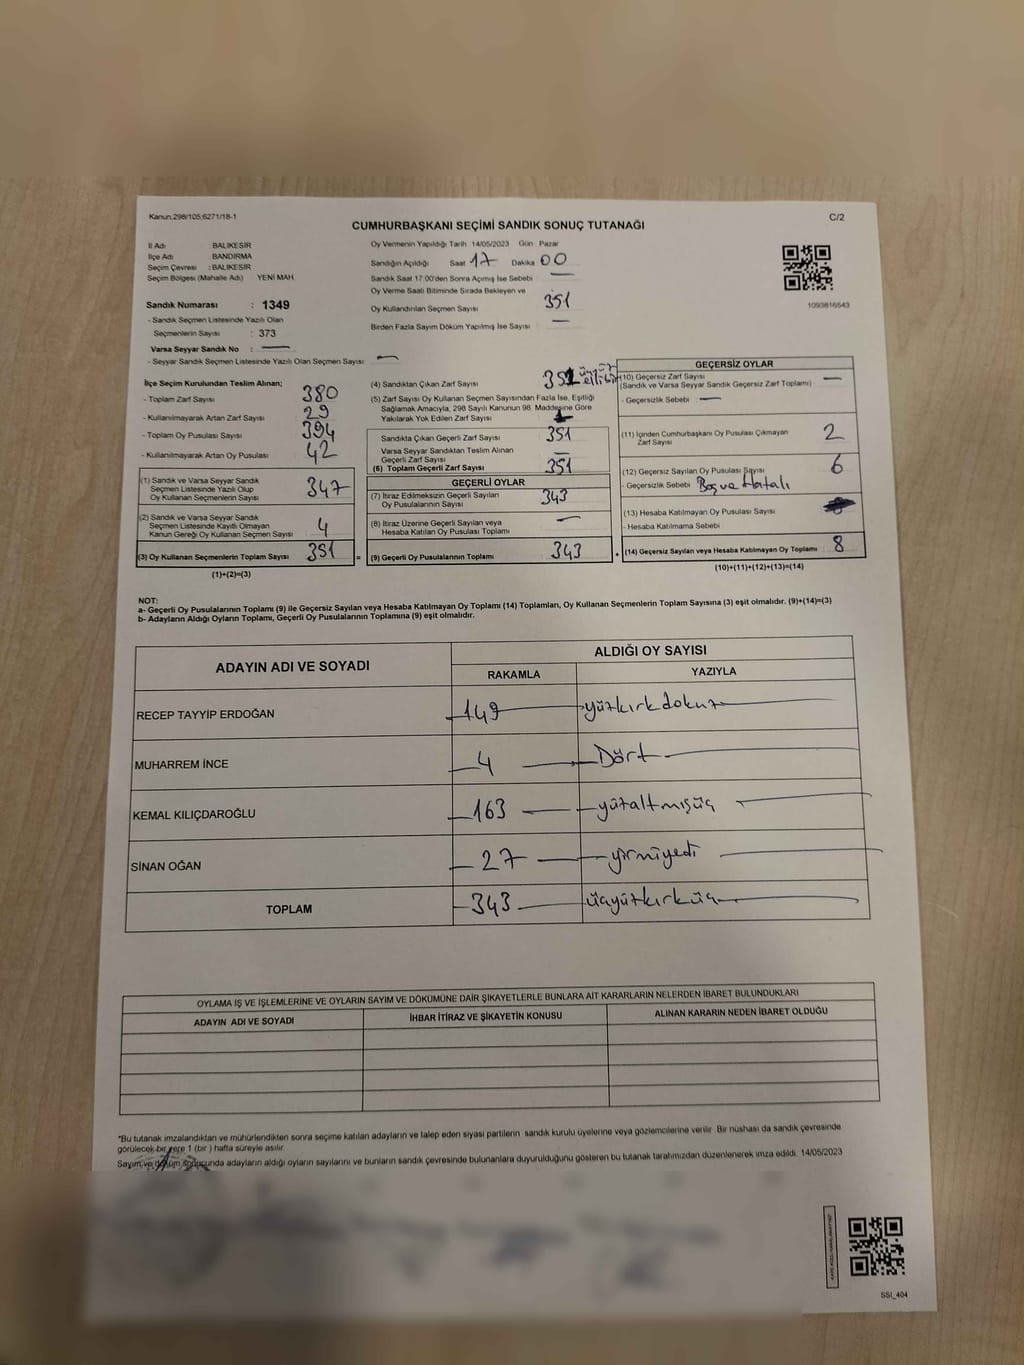 Kanun:298/105;6271/18-1
C/2
CUMHURBAŞKANI SEÇİMİ SANDIK SONUÇ TUTANAĞI
İl Adı BALIKESİR
İlçe Adı BANDIRMA
Seçim Çevresi : BALIKESİR
Seçim Bölgesi (Mahalle Adı) YENİ MAH.
Sandık Numarası : 1349
- Sandık Seçmen Listesinde Yazılı Olan
Seçmenlerin Sayısı : 373
Varsa Seyyar Sandık No : —
- Seyyar Sandık Seçmen Listesinde Yazılı Olan Seçmen Sayısı : —
Oy Vermenin Yapıldığı Tarih 14/05/2023 Gün Pazar
Sandığın Açıldığı Saat 17 Dakika 00
Sandık Saat 17:00'den Sonra Açılmış İse Sebebi —
Oy Verme Saati Bitiminde Sırada Bekleyen ve
Oy Kullandırılan Seçmen Sayısı 351
Birden Fazla Sayım Döküm Yapılmış İse Sayısı —
1093816543
İlçe Seçim Kurulundan Teslim Alınan;
- Toplam Zarf Sayısı 380
- Kullanılmayarak Artan Zarf Sayısı 29
- Toplam Oy Pusulası Sayısı 394
- Kullanılmayarak Artan Oy Pusulası 42
(1) Sandık ve Varsa Seyyar Sandık
Seçmen Listesinde Yazılı Olup
Oy Kullanan Seçmenlerin Sayısı 347
(2) Sandık ve Varsa Seyyar Sandık
Seçmen Listesinde Kayıtlı Olmayan
Kanun Gereği Oy Kullanan Seçmen Sayısı 4
(3) Oy Kullanan Seçmenlerin Toplam Sayısı 351 =
(1)+(2)=(3)
(4) Sandıktan Çıkan Zarf Sayısı 351
(5) Zarf Sayısı Oy Kullanan Seçmen Sayısından Fazla İse, Eşitliği
Sağlamak Amacıyla, 298 Sayılı Kanunun 98. Maddesine Göre
Yakılarak Yok Edilen Zarf Sayısı
Sandıkta Çıkan Geçerli Zarf Sayısı 351
Varsa Seyyar Sandıktan Teslim Alınan
Geçerli Zarf Sayısı —
(6) Toplam Geçerli Zarf Sayısı 351
GEÇERLİ OYLAR
(7) İtiraz Edilmeksizin Geçerli Sayılan
Oy Pusulalarının Sayısı 343
(8) İtiraz Üzerine Geçerli Sayılan veya
Hesaba Katılan Oy Pusulası Toplamı —
(9) Geçerli Oy Pusulalarının Toplamı 343 +
GEÇERSİZ OYLAR
(10) Geçersiz Zarf Sayısı —
(Sandık ve Varsa Seyyar Sandık Geçersiz Zarf Toplamı)
- Geçersizlik Sebebi : —
(11) İçinden Cumhurbaşkanı Oy Pusulası Çıkmayan
Zarf Sayısı 2
(12) Geçersiz Sayılan Oy Pusulası Sayısı 6
- Geçersizlik Sebebi : Boş ve Hatalı
(13) Hesaba Katılmayan Oy Pusulası Sayısı
- Hesaba Katılmama Sebebi :
(14) Geçersiz Sayılan veya Hesaba Katılmayan Oy Toplamı 8
(10)+(11)+(12)+(13)=(14)
NOT:
a- Geçerli Oy Pusulalarının Toplamı (9) ile Geçersiz Sayılan veya Hesaba Katılmayan Oy Toplamı (14) Toplamları, Oy Kullanan Seçmenlerin Toplam Sayısına (3) eşit olmalıdır. (9)+(14)=(3)
b- Adayların Aldığı Oyların Toplamı, Geçerli Oy Pusulalarının Toplamına (9) eşit olmalıdır.
ADAYIN ADI VE SOYADI ALDIĞI OY SAYISI
RAKAMLA YAZIYLA
RECEP TAYYİP ERDOĞAN 149 yüzkırkdokuz
MUHARREM İNCE 4 Dört
KEMAL KILIÇDAROĞLU 163 yüzaltmışüç
SİNAN OĞAN 27 yirmiyedi
TOPLAM 343 üçyüzkırküç
OYLAMA İŞ VE İŞLEMLERİNE VE OYLARIN SAYIM VE DÖKÜMÜNE DAİR ŞİKAYETLERLE BUNLARA AİT KARARLARIN NELERDEN İBARET BULUNDUKLARI
ADAYIN ADI VE SOYADI İHBAR İTİRAZ VE ŞİKAYETİN KONUSU ALINAN KARARIN NEDEN İBARET OLDUĞU
*Bu tutanak imzalandıktan ve mühürlendikten sonra seçime katılan adayların ve talep eden siyasi partilerin sandık kurulu üyelerine veya gözlemcilerine verilir. Bir nüshası da sandık çevresinde
görülecek bir yere 1 (bir ) hafta süreyle asılır.
Sayım ve döküm sonucunda adayların aldığı oyların sayılarını ve bunların sandık çevresinde bulunanlara duyurulduğunu gösteren bu tutanak tarafımızdan düzenlenerek imza edildi. 14/05/2023
SSI_404